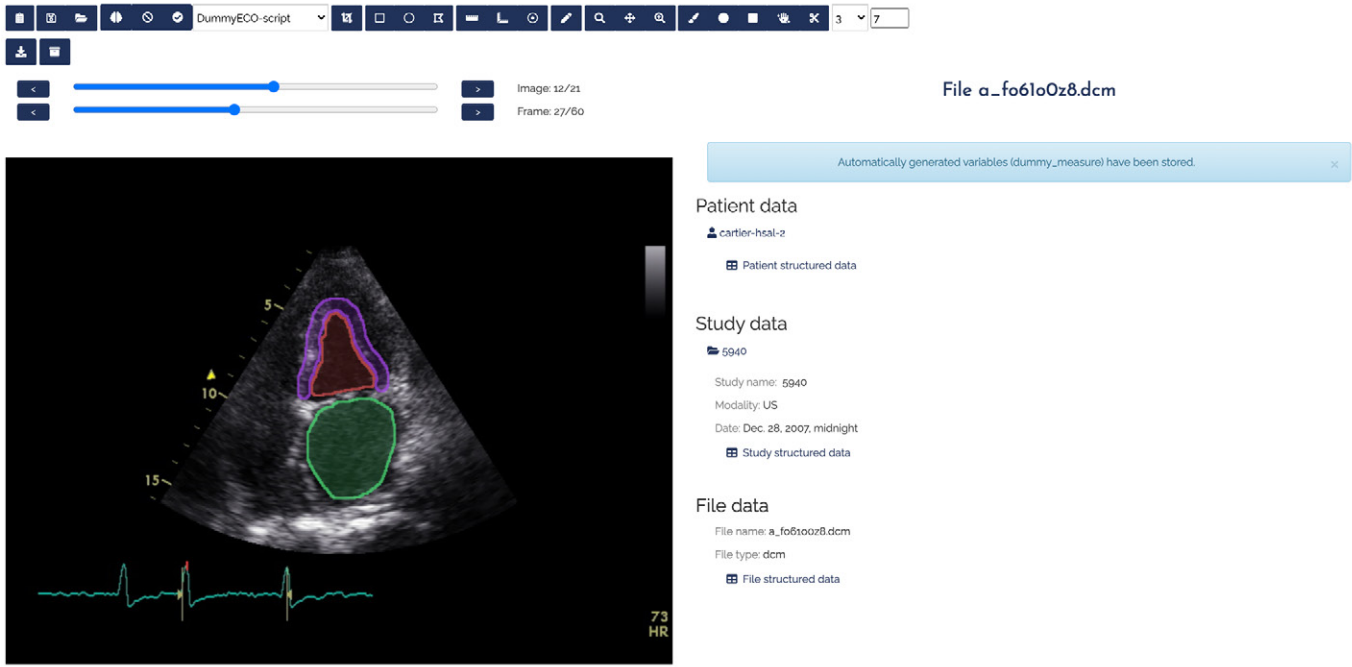 DummyECO-script
3
7
< > Image: 12/21
< > Frame: 27/60
File a_fo61o0z8.dcm
Automatically generated variables (dummy_measure) have been stored. ×
5
10
15
73
HR
Patient data
cartier-hsal-2
Patient structured data
Study data
5940
Study name: 5940
Modality: US
Date: Dec. 28, 2007, midnight
Study structured data
File data
File name: a_fo61o0z8.dcm
File type: dcm
File structured data